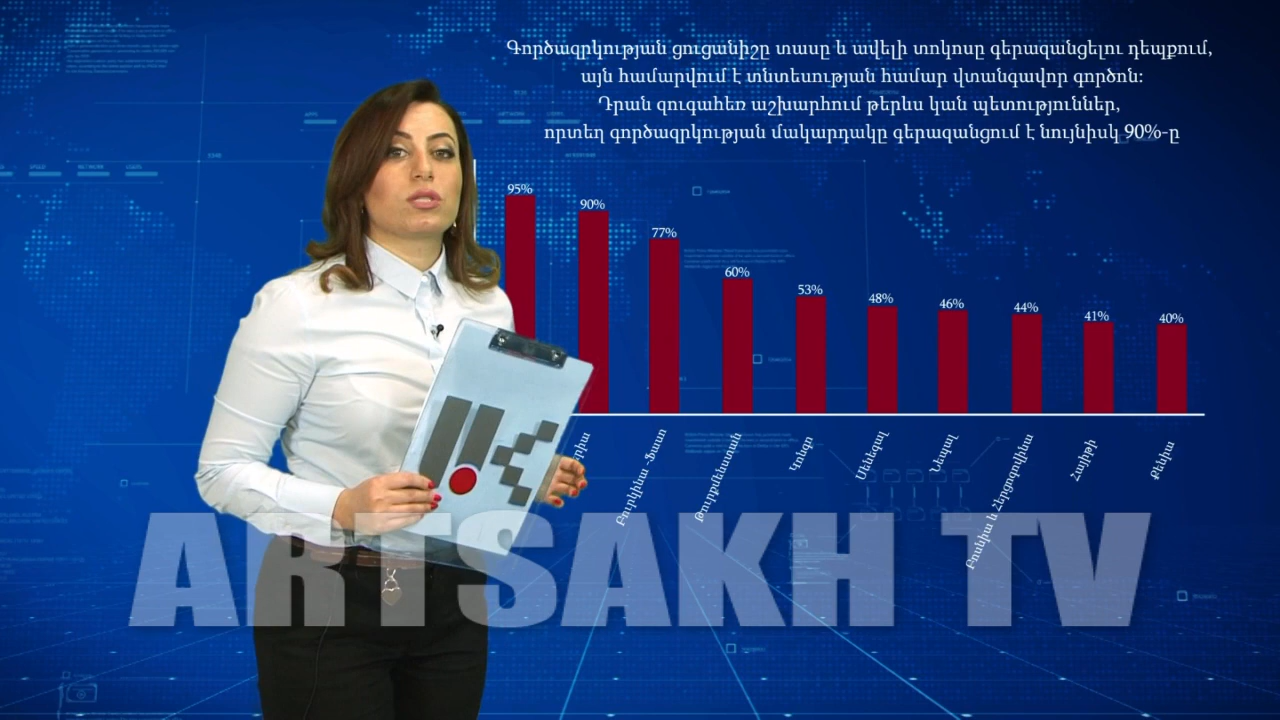 Գործազրկության ցուցանիշը տասը և ավելի տոկոսը գերազանցելու դեպքում,
այն համարվում է տնտեսության համար վտանգավոր գործոն:
Դրան զուգահեռ աշխարհում թերևս կան պետություններ,
որտեղ գործազրկության մակարդակը գերազանցում է նույնիսկ 90%-ը
95%
90%
77%
60%
53%
48%
46%
44%
41%
40%
Բուրկինա -Ֆասո
Թուրքմենստան
Կոնգո
Սենեգալ
Նեպալ
Բոսնիա և Հերցոգովինա
Հայիթի
Քենիա
ARTSAKH TV